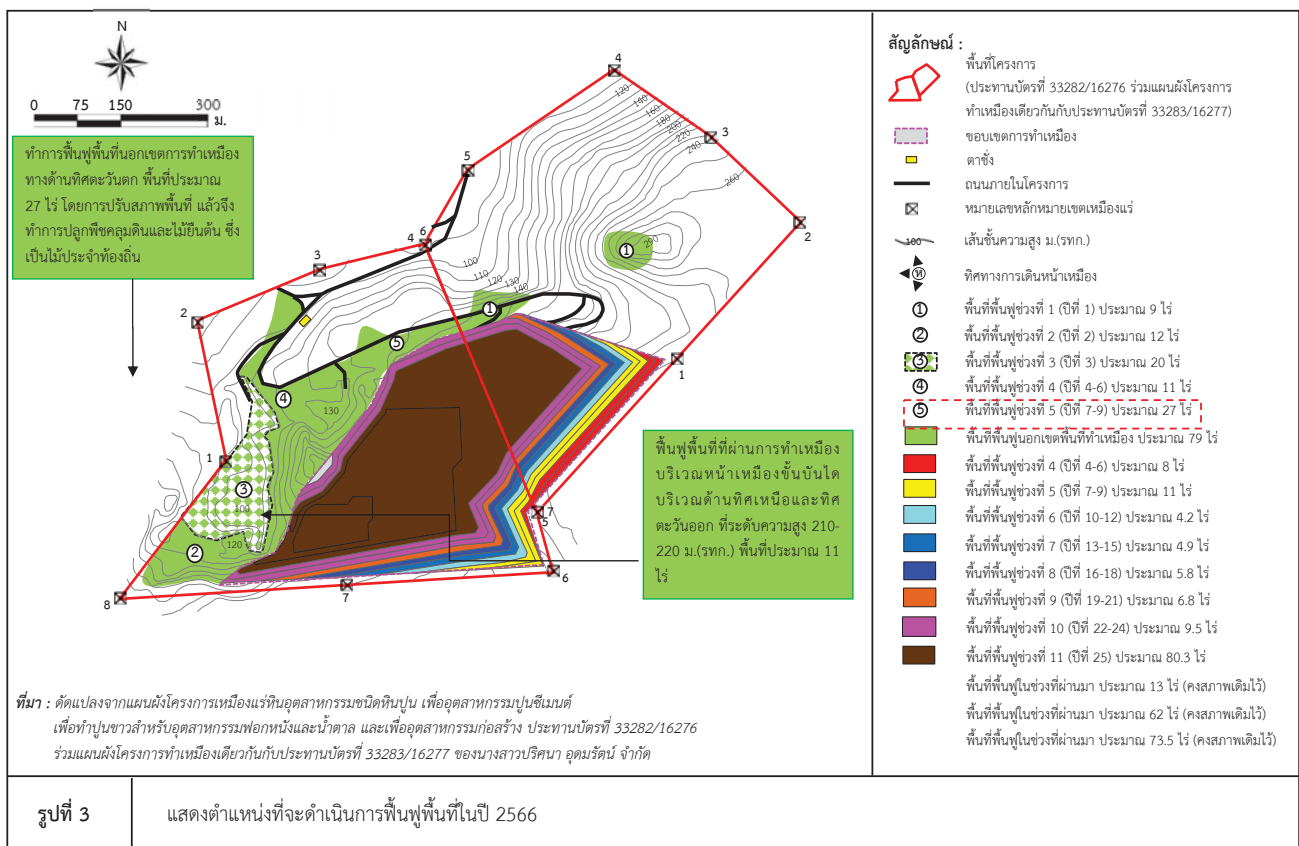 N
0 75 150 300
ม.
ทำการฟื้นฟูพื้นที่นอกเขตการทำเหมือง
ทางด้านทิศตะวันตก พื้นที่ประมาณ
27 ไร่ โดยการปรับสภาพพื้นที่ แล้วจึง
ทำการปลูกพืชคลุมดินและไม้ยืนต้น ซึ่ง
เป็นไม้ประจำท้องถิ่น
4
3
5
2
4 6
3
2
1
1
7
5
6
7
8
120
140
160
180
200
220
240
260
290
100
110
120
130
140
130
100
120
①
①
⑤
④
③
②
ฟื้นฟูพื้นที่ที่ผ่านการทำเหมือง
บริเวณหน้าเหมืองขั้นบันได
บริเวณด้านทิศเหนือและทิศ
ตะวันออก ที่ระดับความสูง 210-
220 ม.(รทก.) พื้นที่ประมาณ 11
ไร่
ที่มา : ดัดแปลงจากแผนผังโครงการเหมืองแร่หินอุตสาหกรรมชนิดหินปูน เพื่ออุตสาหกรรมปูนซีเมนต์
เพื่อทำปูนขาวสำหรับอุตสาหกรรมฟอกหนังและน้ำตาล และเพื่ออุตสาหกรรมก่อสร้าง ประทานบัตรที่ 33282/16276
ร่วมแผนผังโครงการทำเหมืองเดียวกันกับประทานบัตรที่ 33283/16277 ของนางสาวปริศนา อุดมรัตน์ จำกัด
สัญลักษณ์ :
พื้นที่โครงการ
(ประทานบัตรที่ 33282/16276 ร่วมแผนผังโครงการ
ทำเหมืองเดียวกันกับประทานบัตรที่ 33283/16277)
ขอบเขตการทำเหมือง
ตาชั่ง
ถนนภายในโครงการ
หมายเลขหลักหมายเขตเหมืองแร่
100 เส้นชั้นความสูง ม.(รทก.)
ห ทิศทางการเดินหน้าเหมือง
① พื้นที่ฟื้นฟูช่วงที่ 1 (ปีที่ 1) ประมาณ 9 ไร่
② พื้นที่ฟื้นฟูช่วงที่ 2 (ปีที่ 2) ประมาณ 12 ไร่
③ พื้นที่ฟื้นฟูช่วงที่ 3 (ปีที่ 3) ประมาณ 20 ไร่
④ พื้นที่ฟื้นฟูช่วงที่ 4 (ปีที่ 4-6) ประมาณ 11 ไร่
⑤ พื้นที่ฟื้นฟูช่วงที่ 5 (ปีที่ 7-9) ประมาณ 27 ไร่
พื้นที่ฟื้นฟูนอกเขตพื้นที่ทำเหมือง ประมาณ 79 ไร่
พื้นที่ฟื้นฟูช่วงที่ 4 (ปีที่ 4-6) ประมาณ 8 ไร่
พื้นที่ฟื้นฟูช่วงที่ 5 (ปีที่ 7-9) ประมาณ 11 ไร่
พื้นที่ฟื้นฟูช่วงที่ 6 (ปีที่ 10-12) ประมาณ 4.2 ไร่
พื้นที่ฟื้นฟูช่วงที่ 7 (ปีที่ 13-15) ประมาณ 4.9 ไร่
พื้นที่ฟื้นฟูช่วงที่ 8 (ปีที่ 16-18) ประมาณ 5.8 ไร่
พื้นที่ฟื้นฟูช่วงที่ 9 (ปีที่ 19-21) ประมาณ 6.8 ไร่
พื้นที่ฟื้นฟูช่วงที่ 10 (ปีที่ 22-24) ประมาณ 9.5 ไร่
พื้นที่ฟื้นฟูช่วงที่ 11 (ปีที่ 25) ประมาณ 80.3 ไร่
พื้นที่ฟื้นฟูในช่วงที่ผ่านมา ประมาณ 13 ไร่ (คงสภาพเดิมไว้)
พื้นที่ฟื้นฟูในช่วงที่ผ่านมา ประมาณ 62 ไร่ (คงสภาพเดิมไว้)
พื้นที่ฟื้นฟูในช่วงที่ผ่านมา ประมาณ 73.5 ไร่ (คงสภาพเดิมไว้)
รูปที่ 3 แสดงตำแหน่งที่จะดำเนินการฟื้นฟูพื้นที่ในปี 2566